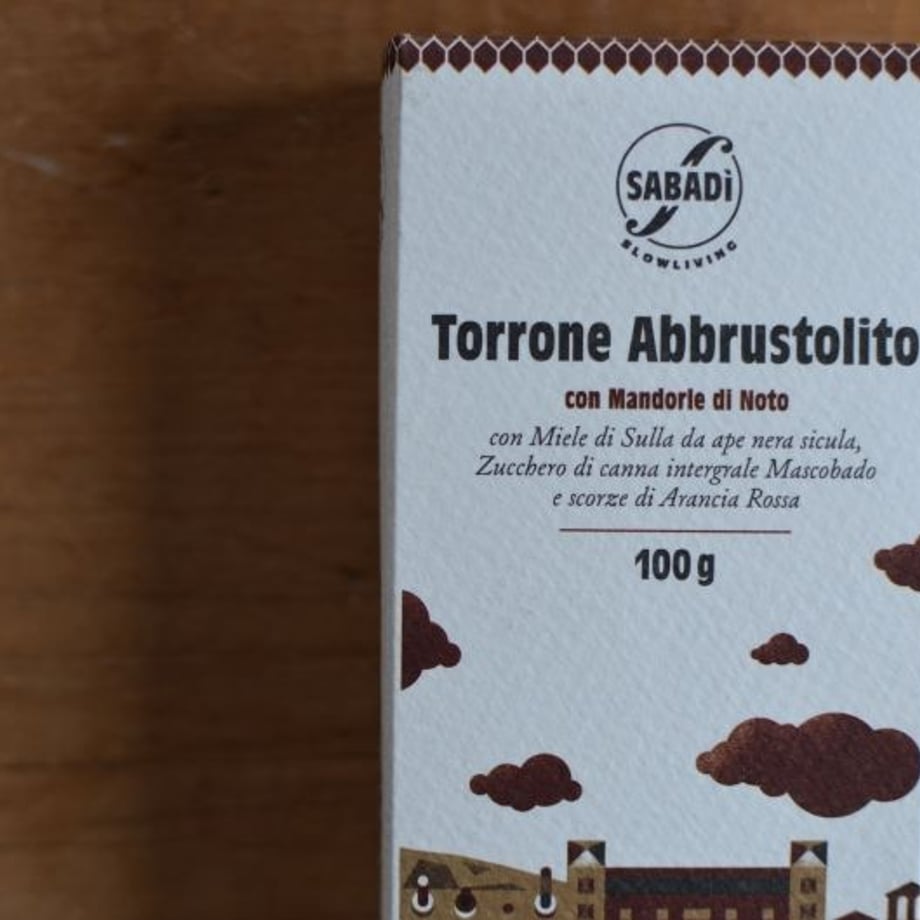 SABADÌ
SLOWLIVING
Torrone Abbrustolito
con Mandorle di Noto
con Miele di Sulla da ape nera sicula,
Zucchero di canna intergrale Mascobado
e scorze di Arancia Rossa
100 g